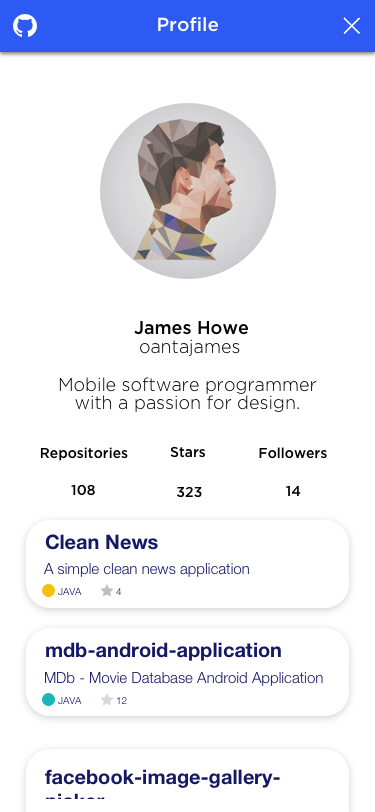 Profile
James Howe
oantajames
Mobile software programmer
with a passion for design.
Repositories Stars Followers
108 323 14
Clean News
A simple clean news application
JAVA 4
mdb-android-application
MDb - Movie Database Android Application
JAVA 12
facebook-image-gallery-
picker